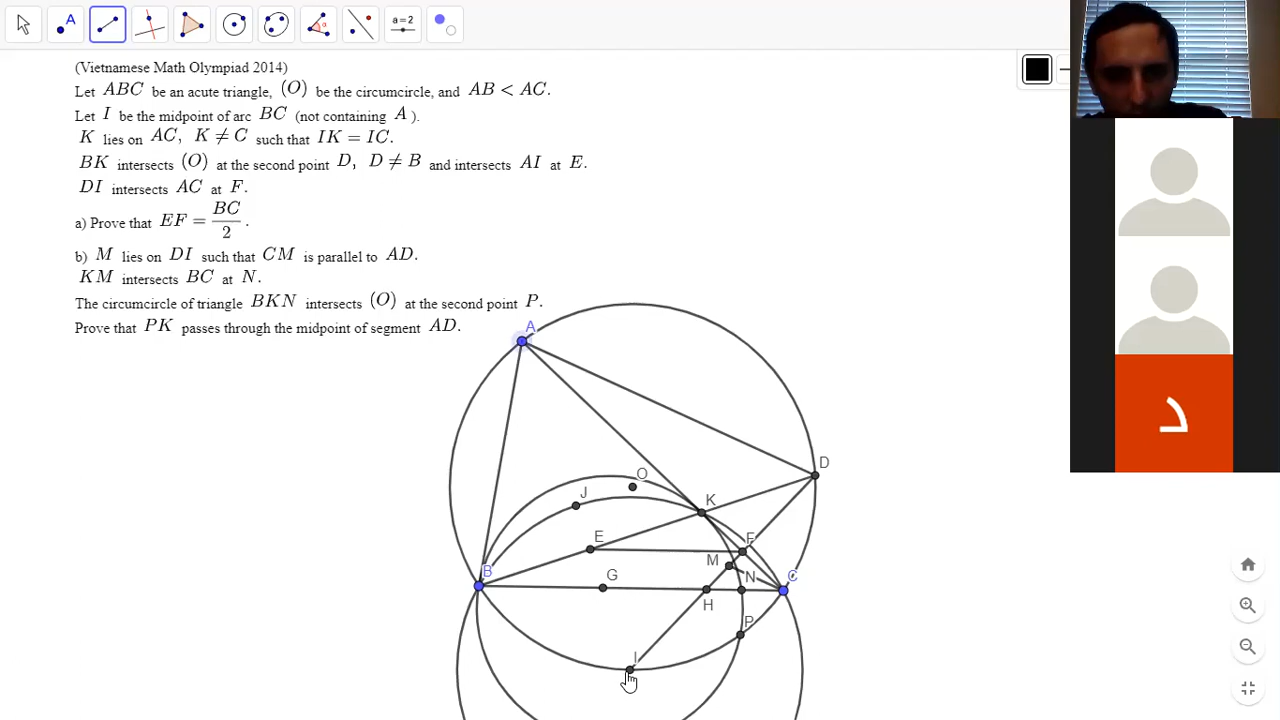 A
a=2
(Vietnamese Math Olympiad 2014)
Let ABC be an acute triangle, (O) be the circumcircle, and AB < AC.
Let I be the midpoint of arc BC (not containing A ).
K lies on AC, K ≠ C such that IK = IC.
BK intersects (O) at the second point D, D ≠ B and intersects AI at E.
DI intersects AC at F.
a) Prove that EF = BC/2 .
b) M lies on DI such that CM is parallel to AD.
KM intersects BC at N.
The circumcircle of triangle BKN intersects (O) at the second point P.
Prove that PK passes through the midpoint of segment AD.
A
D
O
J
K
E
F
M
B
G
N
C
H
P
I
د